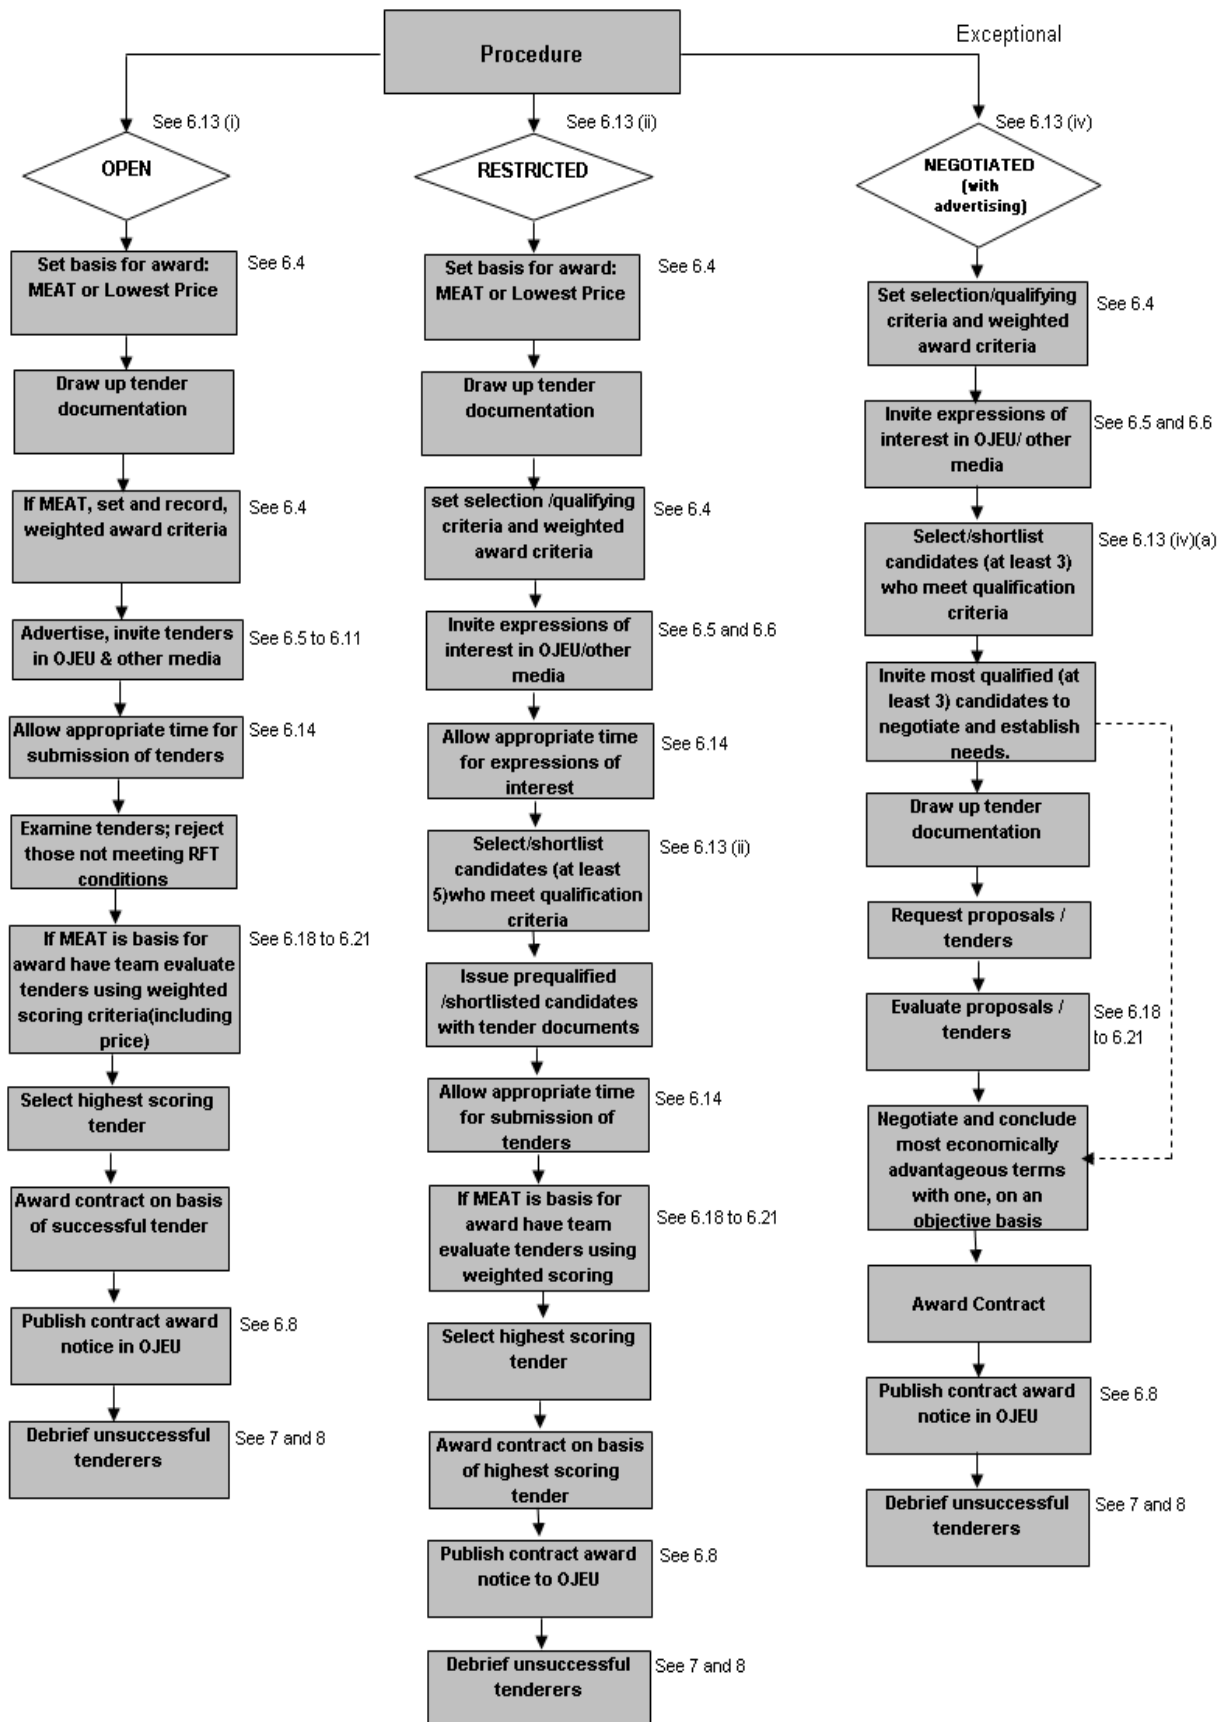 Procedure
Exceptional
See 6.13 (i)
OPEN
Set basis for award:
MEAT or Lowest Price
See 6.4
Draw up tender
documentation
If MEAT, set and record,
weighted award criteria
See 6.4
Advertise, invite tenders
in OJEU & other media
See 6.5 to 6.11
Allow appropriate time for
submission of tenders
See 6.14
Examine tenders; reject
those not meeting RFT
conditions
If MEAT is basis for
award have team evaluate
tenders using weighted
scoring criteria(including
price)
See 6.18 to 6.21
Select highest scoring
tender
Award contract on basis
of successful tender
Publish contract award
notice in OJEU
See 6.8
Debrief unsuccessful
tenderers
See 7 and 8
See 6.13 (ii)
RESTRICTED
Set basis for award:
MEAT or Lowest Price
See 6.4
Draw up tender
documentation
set selection /qualifying
criteria and weighted
award criteria
See 6.4
Invite expressions of
interest in OJEU/other
media
See 6.5 and 6.6
Allow appropriate time
for expressions of
interest
See 6.14
Select/shortlist
candidates (at least
5)who meet qualification
criteria
See 6.13 (ii)
Issue prequalified
/shortlisted candidates
with tender documents
Allow appropriate time
for submission of
tenders
See 6.14
If MEAT is basis for
award have team
evaluate tenders using
weighted scoring
See 6.18 to 6.21
Select highest scoring
tender
Award contract on basis
of highest scoring
tender
Publish contract award
notice to OJEU
See 6.8
Debrief unsuccessful
tenderers
See 7 and 8
See 6.13 (iv)
NEGOTIATED
(with
advertising)
Set selection/qualifying
criteria and weighted
award criteria
See 6.4
Invite expressions of
interest in OJEU/ other
media
See 6.5 and 6.6
Select/shortlist
candidates (at least 3)
who meet qualification
criteria
See 6.13 (iv)(a)
Invite most qualified (at
least 3) candidates to
negotiate and establish
needs.
Draw up tender
documentation
Request proposals /
tenders
Evaluate proposals /
tenders
See 6.18
to 6.21
Negotiate and conclude
most economically
advantageous terms
with one, on an
objective basis
Award Contract
Publish contract award
notice in OJEU
See 6.8
Debrief unsuccessful
tenderers
See 7 and 8